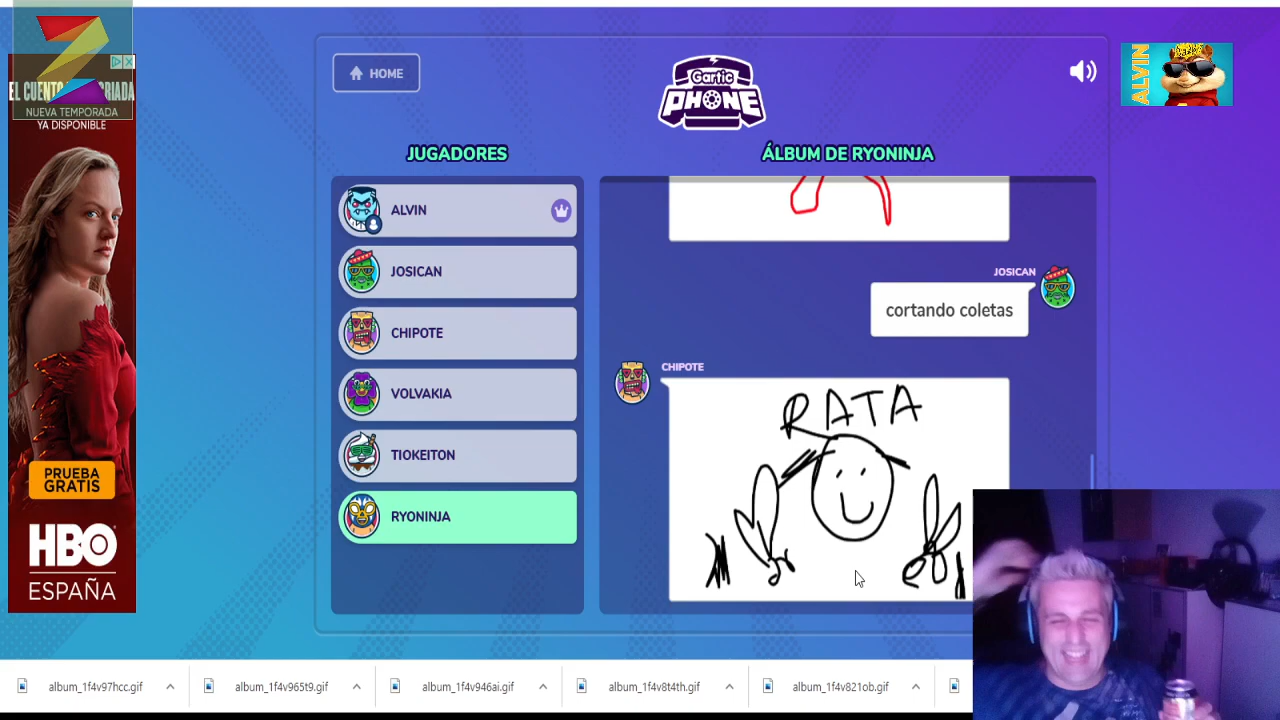 EL CUENTO
CRIADA
NUEVA TEMPORADA
YA DISPONIBLE
PRUEBA
GRATIS
HBO
ESPAÑA
HOME
Gartic
PHONE
ALVIN
JUGADORES
ALVIN
JOSICAN
CHIPOTE
VOLVAKIA
TIOKEITON
RYONINJA
ÁLBUM DE RYONINJA
JOSICAN
cortando coletas
CHIPOTE
RATA
album_1f4v97hcc.gif
album_1f4v965t9.gif
album_1f4v946ai.gif
album_1f4v8t4th.gif
album_1f4v821ob.gif